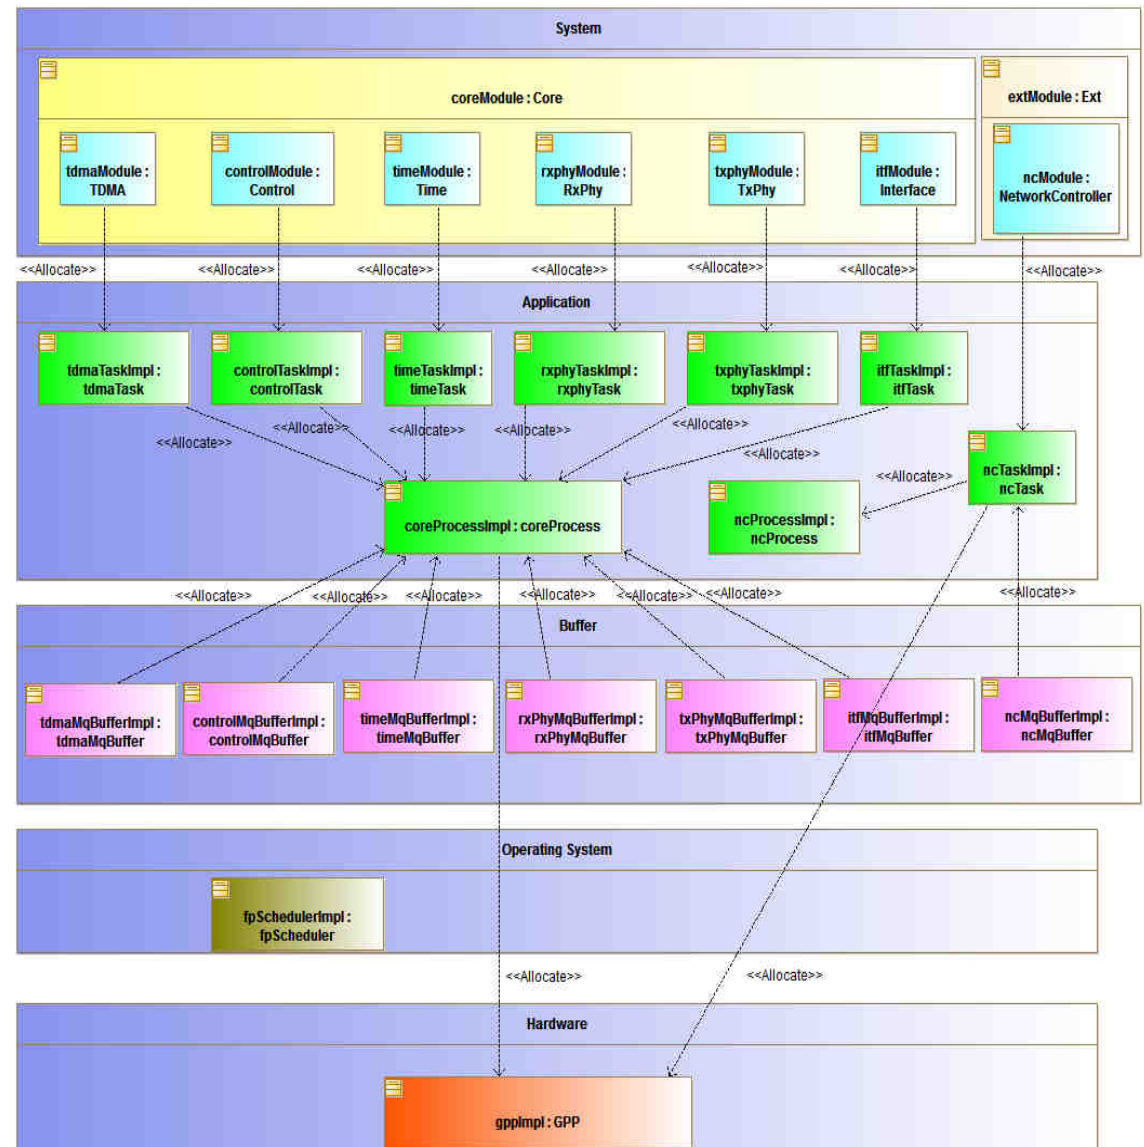 System
coreModule : Core
extModule : Ext
tdmaModule :
TDMA
controlModule :
Control
timeModule :
Time
rxphyModule :
RxPhy
txphyModule :
TxPhy
itfModule :
Interface
ncModule :
NetworkController
<<Allocate>>
<<Allocate>>
<<Allocate>>
<<Allocate>>
<<Allocate>>
<<Allocate>>
<<Allocate>>
Application
tdmaTaskImpl :
tdmaTask
controlTaskImpl :
controlTask
timeTaskImpl :
timeTask
rxphyTaskImpl :
rxphyTask
txphyTaskImpl :
txphyTask
itfTaskImpl :
itfTask
<<Allocate>>
<<Allocate>>
<<Allocate>>
<<Allocate>>
<<Allocate>>
<<Allocate>>
<<Allocate>>
ncTaskImpl :
ncTask
coreProcessImpl : coreProcess
ncProcessImpl :
ncProcess
<<Allocate>>
<<Allocate>>
<<Allocate>>
<<Allocate>>
<<Allocate>>
<<Allocate>>
<<Allocate>>
Buffer
tdmaMqBufferImpl :
tdmaMqBuffer
controlMqBufferImpl :
controlMqBuffer
timeMqBufferImpl :
timeMqBuffer
rxPhyMqBufferImpl :
rxPhyMqBuffer
txPhyMqBufferImpl :
txPhyMqBuffer
itfMqBufferImpl :
itfMqBuffer
ncMqBufferImpl :
ncMqBuffer
Operating System
fpSchedulerImpl :
fpScheduler
<<Allocate>>
<<Allocate>>
Hardware
gppImpl : GPP